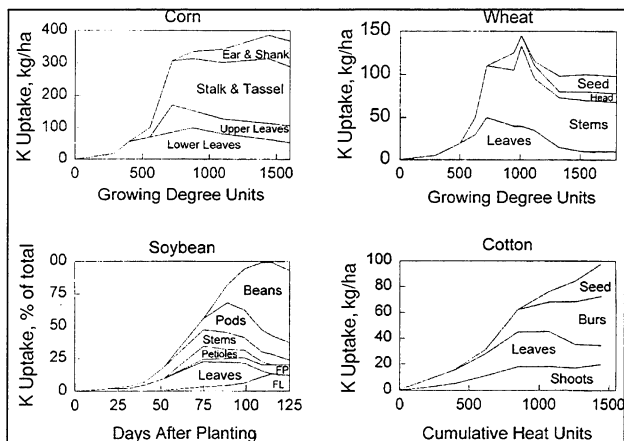 Corn
K Uptake, kg/ha
400
300
200
100
0
Ear & Shank
Stalk & Tassel
Upper Leaves
Lower Leaves
0 500 1000 1500
Growing Degree Units
Wheat
K Uptake, kg/ha
150
100
50
0
Seed
Head
Stems
Leaves
0 500 1000 1500
Growing Degree Units
Soybean
K Uptake, % of total
00
75
50
25
0
Beans
Pods
Stems
Petioles
Leaves
FP
FL
0 25 50 75 100 125
Days After Planting
Cotton
K Uptake, kg/ha
100
80
60
40
20
0
Seed
Burs
Leaves
Shoots
0 500 1000 1500
Cumulative Heat Units